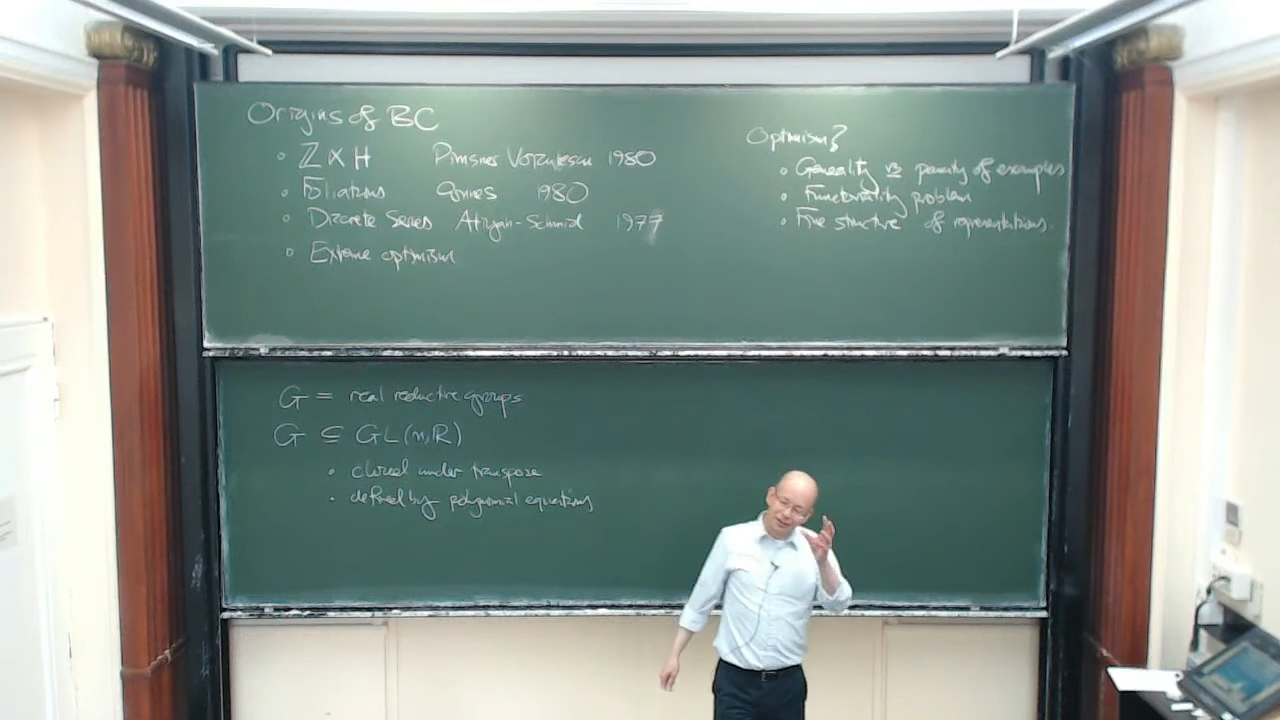 Origins of BC
◦ ℤ ⋊ H Pimsner Voiculescu 1980
◦ Foliations Connes 1980
◦ Discrete Series Atiyah-Schmid 1977
◦ Extreme optimism
Optimism?
◦ Generality vs paucity of examples
◦ Functoriality problem
◦ Fine structure of representations.
G = real reductive groups
G ⊆ GL(n,ℝ)
• closed under transpose
• defined by polynomial equations